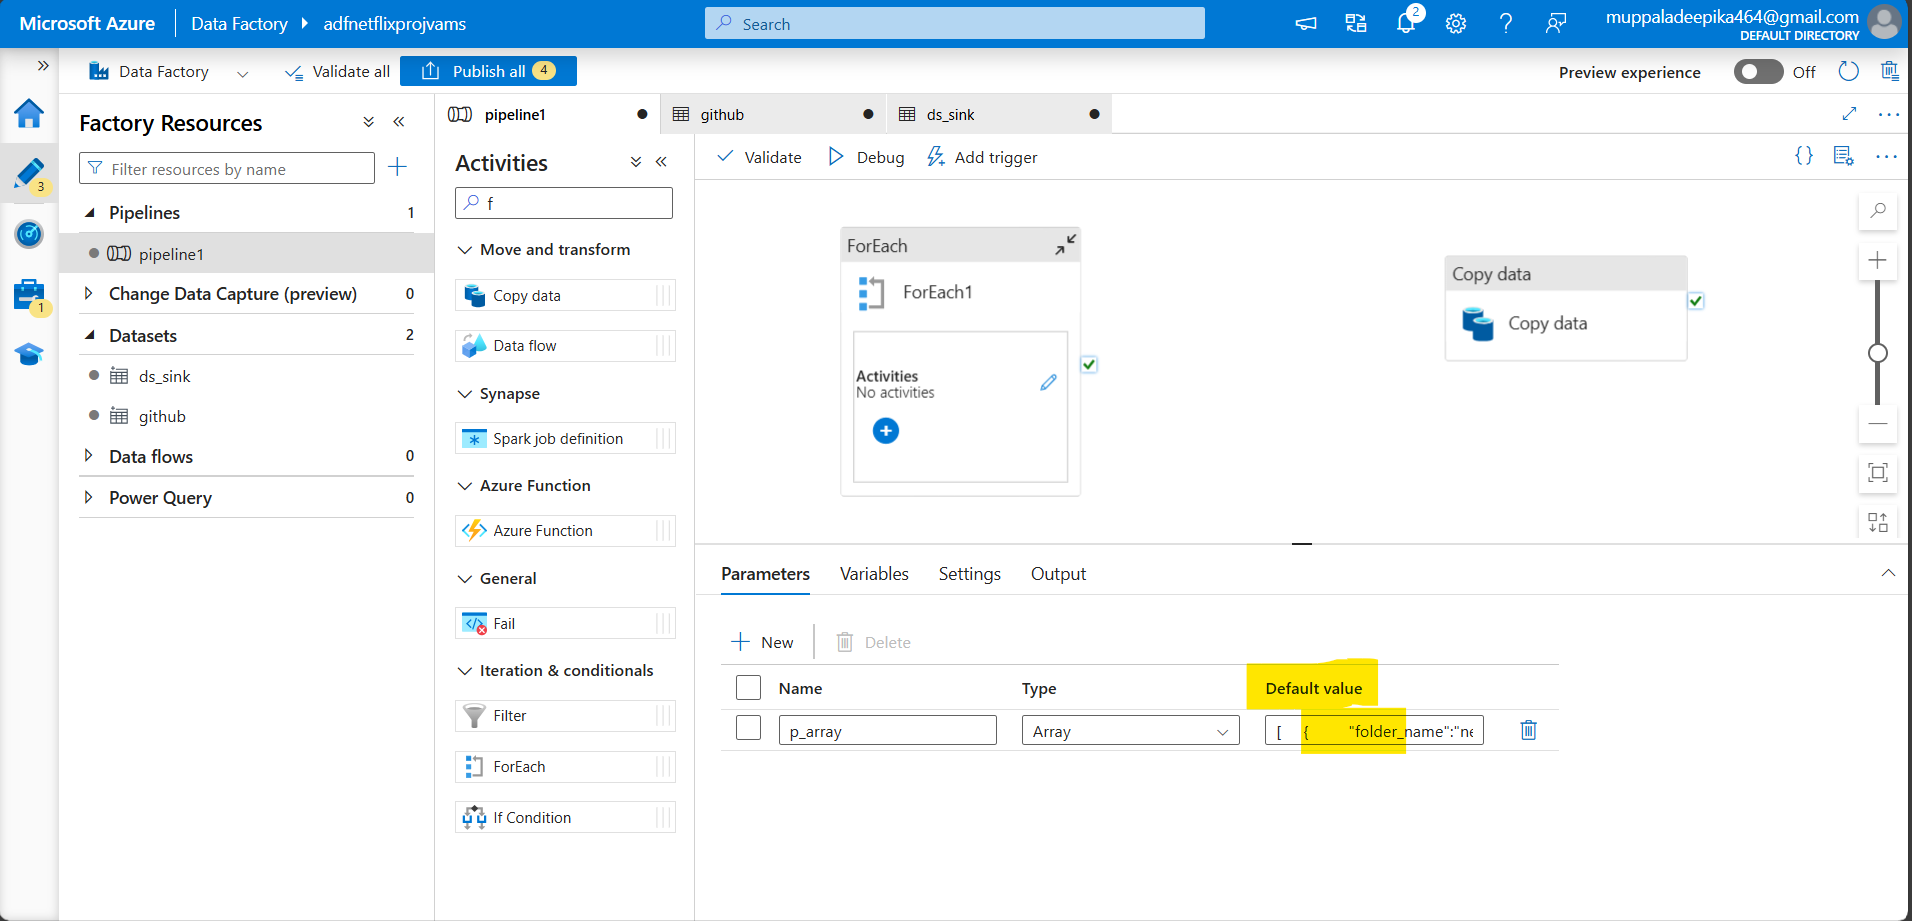 Microsoft Azure
Data Factory
adfnetflixprojvams
Search
2
muppaladeepika464@gmail.com
DEFAULT DIRECTORY
Data Factory
Validate all
Publish all
4
Preview experience
Off
3
1
Factory Resources
Filter resources by name
Pipelines
1
pipeline1
Change Data Capture (preview)
0
Datasets
2
ds_sink
github
Data flows
0
Power Query
0
pipeline1
github
ds_sink
Activities
f
Move and transform
Copy data
Data flow
Synapse
Spark job definition
Azure Function
Azure Function
General
Fail
Iteration & conditionals
Filter
ForEach
If Condition
Validate
Debug
Add trigger
{}
ForEach
ForEach1
Activities
No activities
Copy data
Copy data
Parameters
Variables
Settings
Output
New
Delete
Name
Type
Default value
p_array
Array
[ { "folder_name":"ne